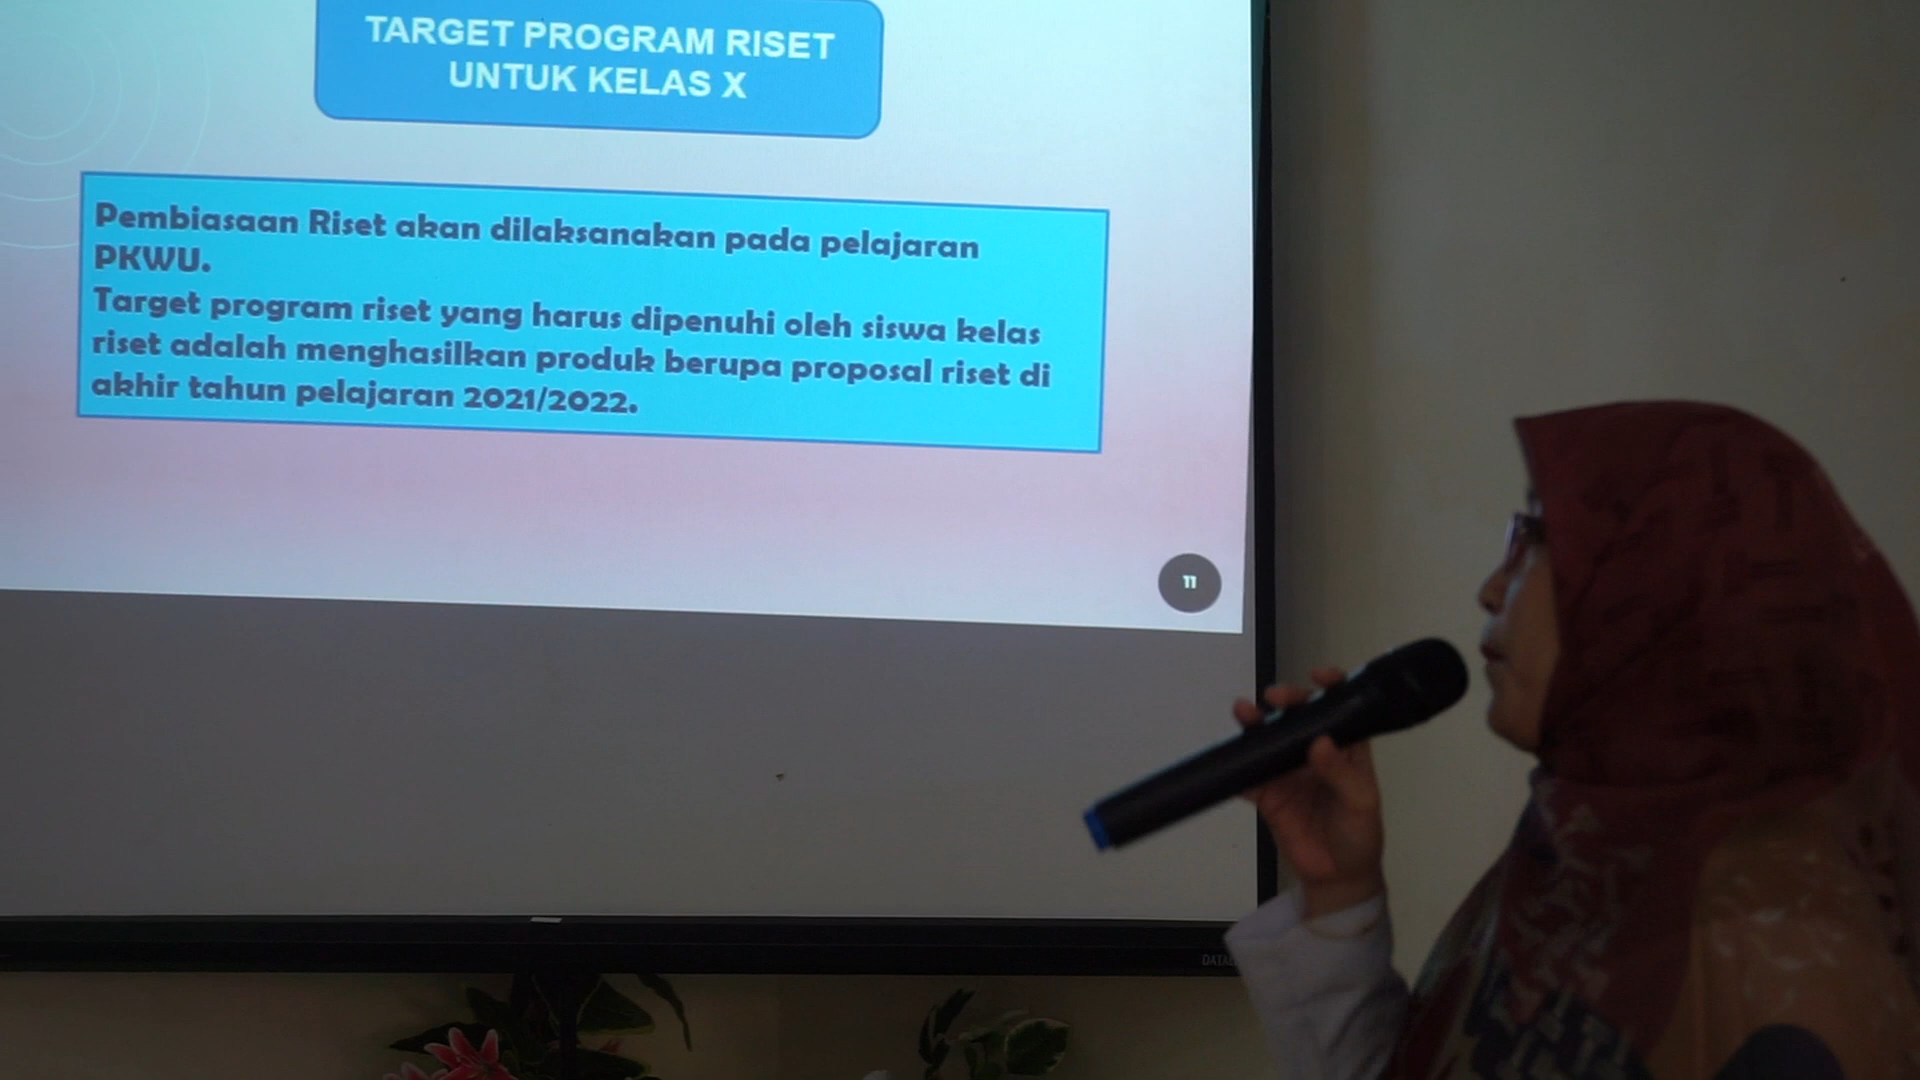 TARGET PROGRAM RISET
UNTUK KELAS X
Pembiasaan Riset akan dilaksanakan pada pelajaran
PKWU.
Target program riset yang harus dipenuhi oleh siswa kelas
riset adalah menghasilkan produk berupa proposal riset di
akhir tahun pelajaran 2021/2022.
11